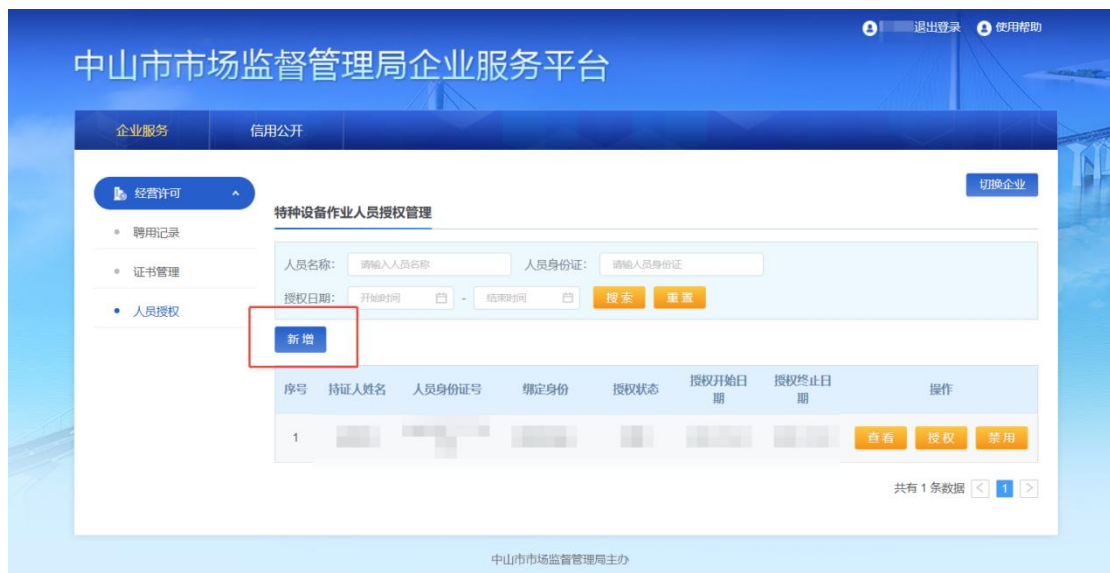 退出登录 使用帮助
中山市市场监督管理局企业服务平台
企业服务 信用公开
切换企业
经营许可
聘用记录
证书管理
人员授权
特种设备作业人员授权管理
人员名称： 请输入人员名称 人员身份证： 请输入人员身份证
授权日期： 开始时间 - 结束时间 搜索 重置
新增
序号 持证人姓名 人员身份证号 绑定身份 授权状态 授权开始日期 授权终止日期 操作
1 查看 授权 禁用
共有 1 条数据 < 1 >
中山市市场监督管理局主办